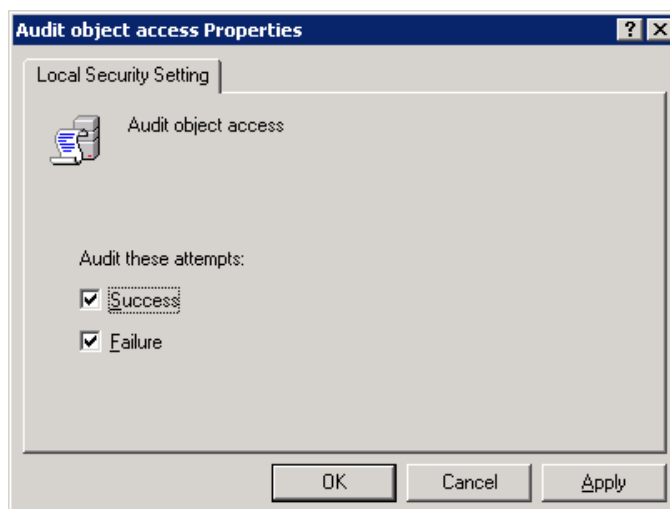 Audit object access Properties
Local Security Setting
Audit object access
Audit these attempts:
Success
Failure
OK Cancel Apply